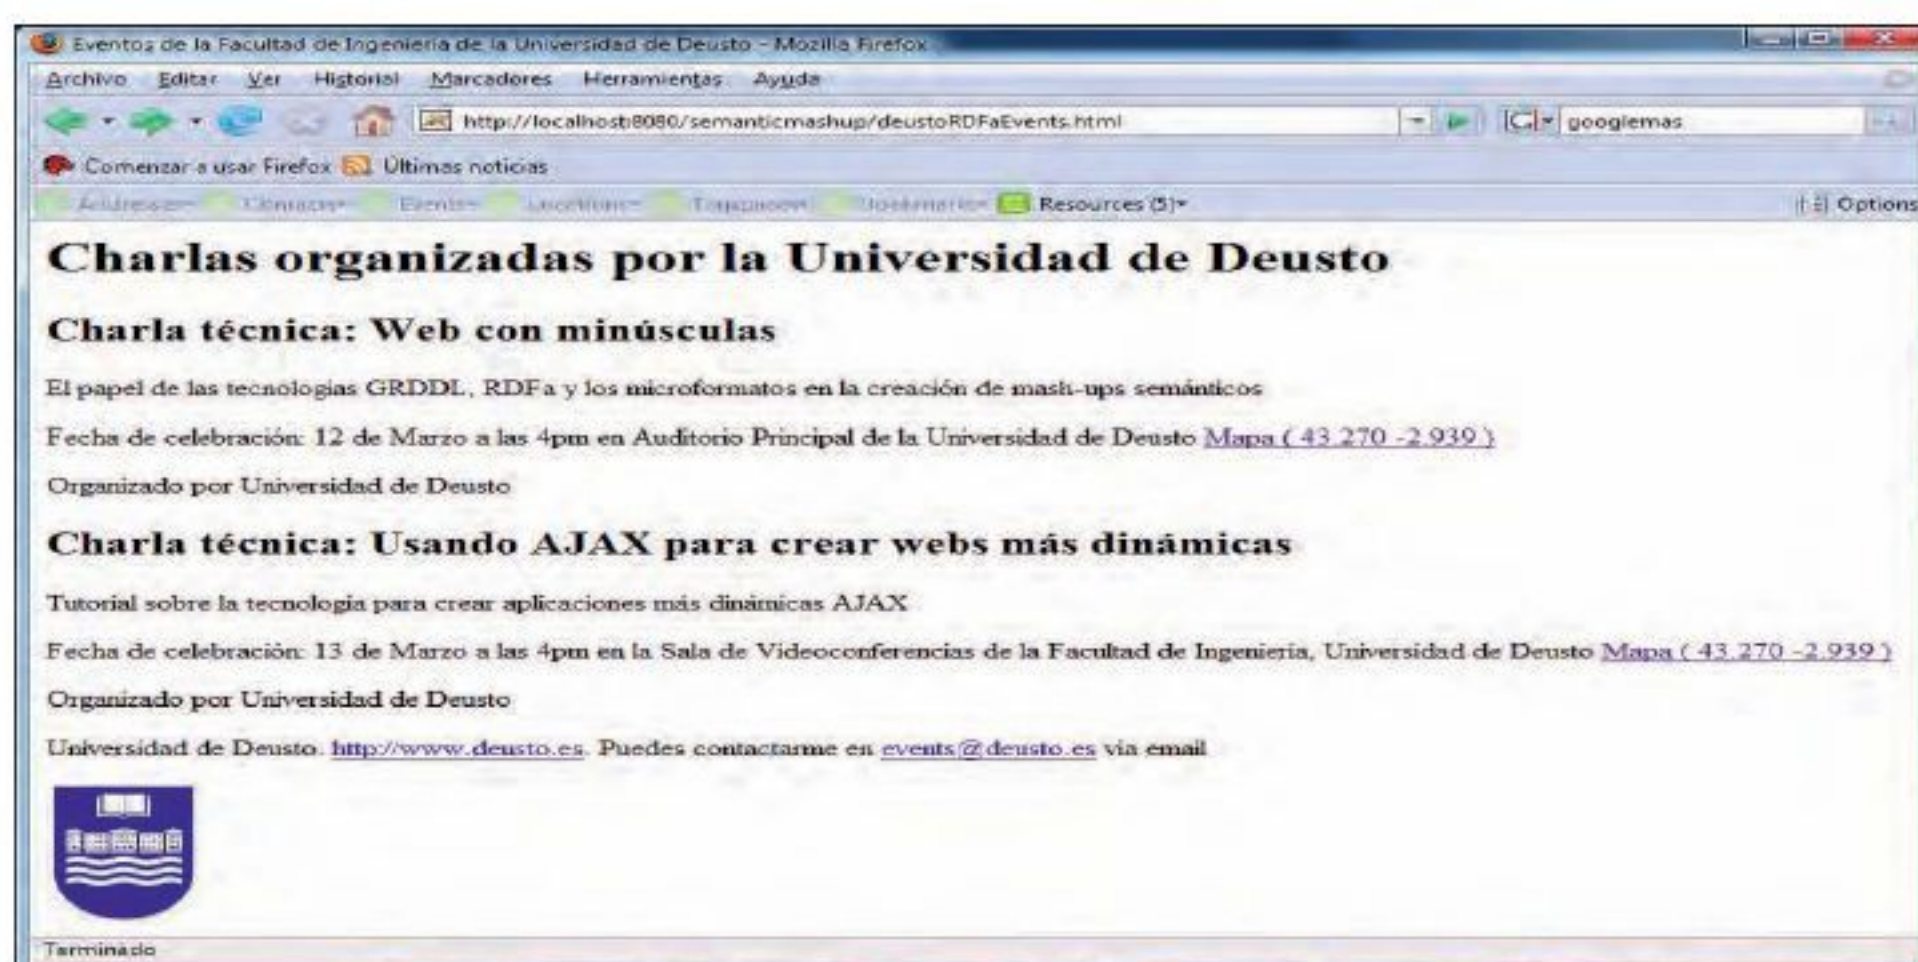 Eventos de la Facultad de Ingeniería de la Universidad de Deusto - Mozilla Firefox
Archivo Editar Ver Historial Marcadores Herramientas Ayuda
http://localhost:8080/semanticmashup/deustoRDFaEvents.html googlemas
Comenzar a usar Firefox Últimas noticias
Addresses Contacts Events Locations Tagspaces Bookmarks Resources (5) Options
Charlas organizadas por la Universidad de Deusto
Charla técnica: Web con minúsculas
El papel de las tecnologías GRDDL, RDFa y los microformatos en la creación de mash-ups semánticos
Fecha de celebración: 12 de Marzo a las 4pm en Auditorio Principal de la Universidad de Deusto Mapa ( 43.270 -2.939 )
Organizado por Universidad de Deusto
Charla técnica: Usando AJAX para crear webs más dinámicas
Tutorial sobre la tecnología para crear aplicaciones más dinámicas AJAX
Fecha de celebración: 13 de Marzo a las 4pm en la Sala de Videoconferencias de la Facultad de Ingeniería, Universidad de Deusto Mapa ( 43.270 -2.939 )
Organizado por Universidad de Deusto
Universidad de Deusto. http://www.deusto.es. Puedes contactarme en events@deusto.es via email
Terminado